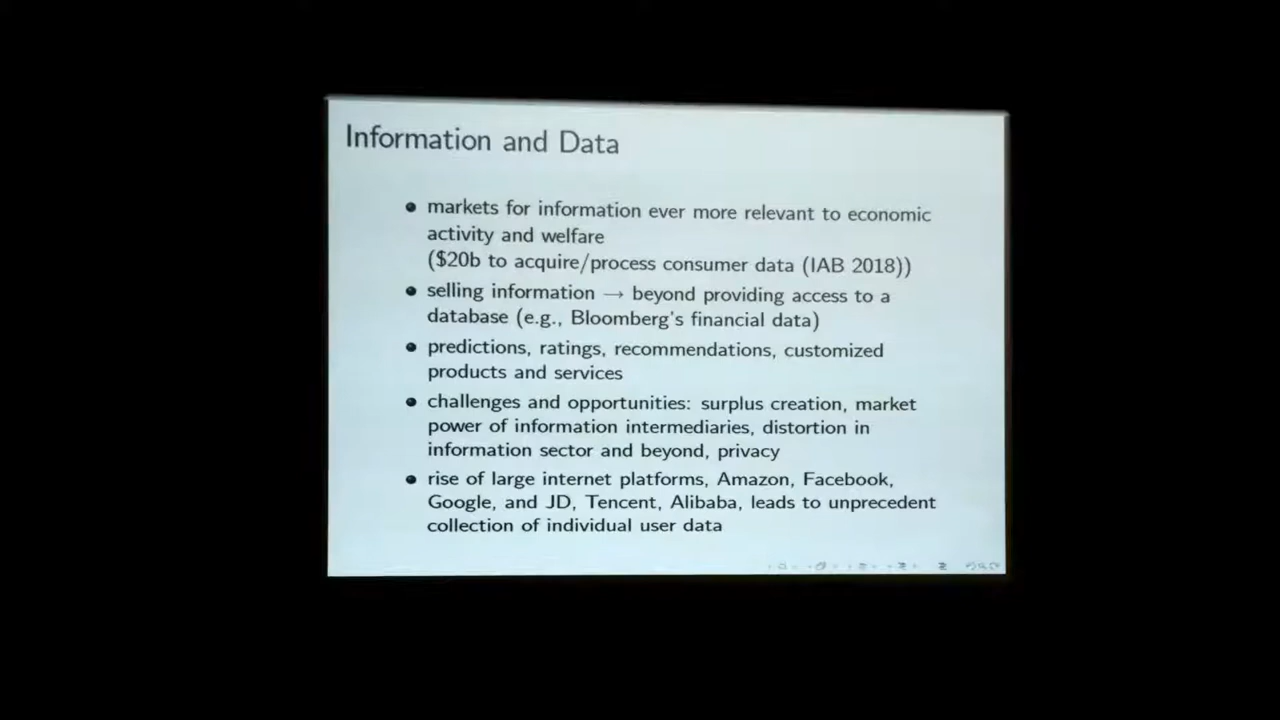 Information and Data
• markets for information ever more relevant to economic
activity and welfare
($20b to acquire/process consumer data (IAB 2018))
• selling information → beyond providing access to a
database (e.g., Bloomberg's financial data)
• predictions, ratings, recommendations, customized
products and services
• challenges and opportunities: surplus creation, market
power of information intermediaries, distortion in
information sector and beyond, privacy
• rise of large internet platforms, Amazon, Facebook,
Google, and JD, Tencent, Alibaba, leads to unprecedent
collection of individual user data